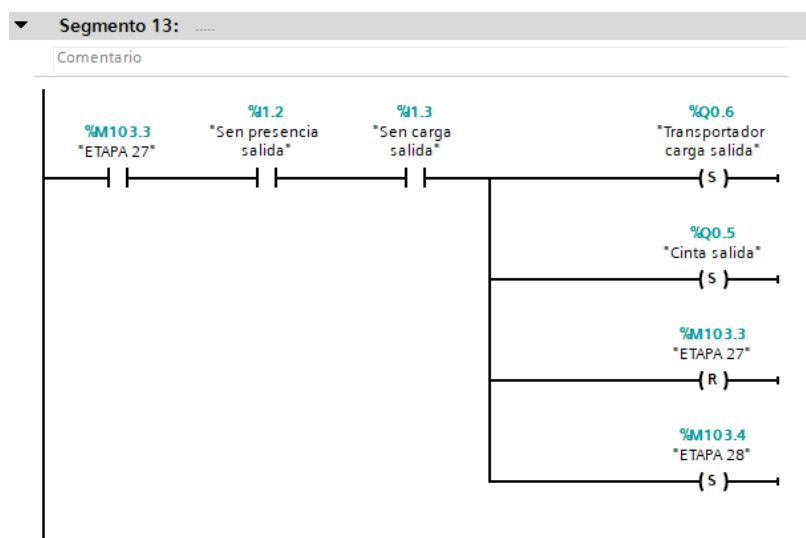 Segmento 13: .....
Comentario
%M103.3
"ETAPA 27"
%I1.2
"Sen presencia
salida"
%I1.3
"Sen carga
salida"
%Q0.6
"Transportador
carga salida"
S
%Q0.5
"Cinta salida"
S
%M103.3
"ETAPA 27"
R
%M103.4
"ETAPA 28"
S